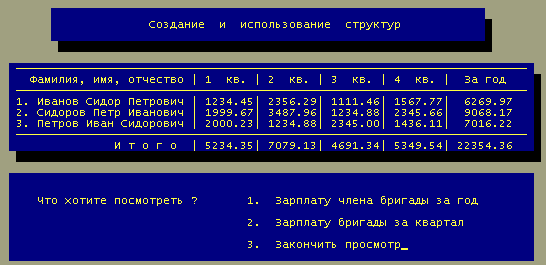 Создание и использование структур
Фамилия, имя, отчество | 1 кв. | 2 кв. | 3 кв. | 4 кв. | За год
1. Иванов Сидор Петрович | 1234.45| 2356.29| 1111.46| 1567.77| 6269.97
2. Сидоров Петр Иванович | 1999.67| 3487.96| 1234.88| 2345.66| 9068.17
3. Петров Иван Сидорович | 2000.23| 1234.88| 2345.00| 1436.11| 7016.22
И т о г о | 5234.35| 7079.13| 4691.34| 5349.54| 22354.36
Что хотите посмотреть ? 1. Зарплату члена бригады за год
2. Зарплату бригады за квартал
3. Закончить просмотр_